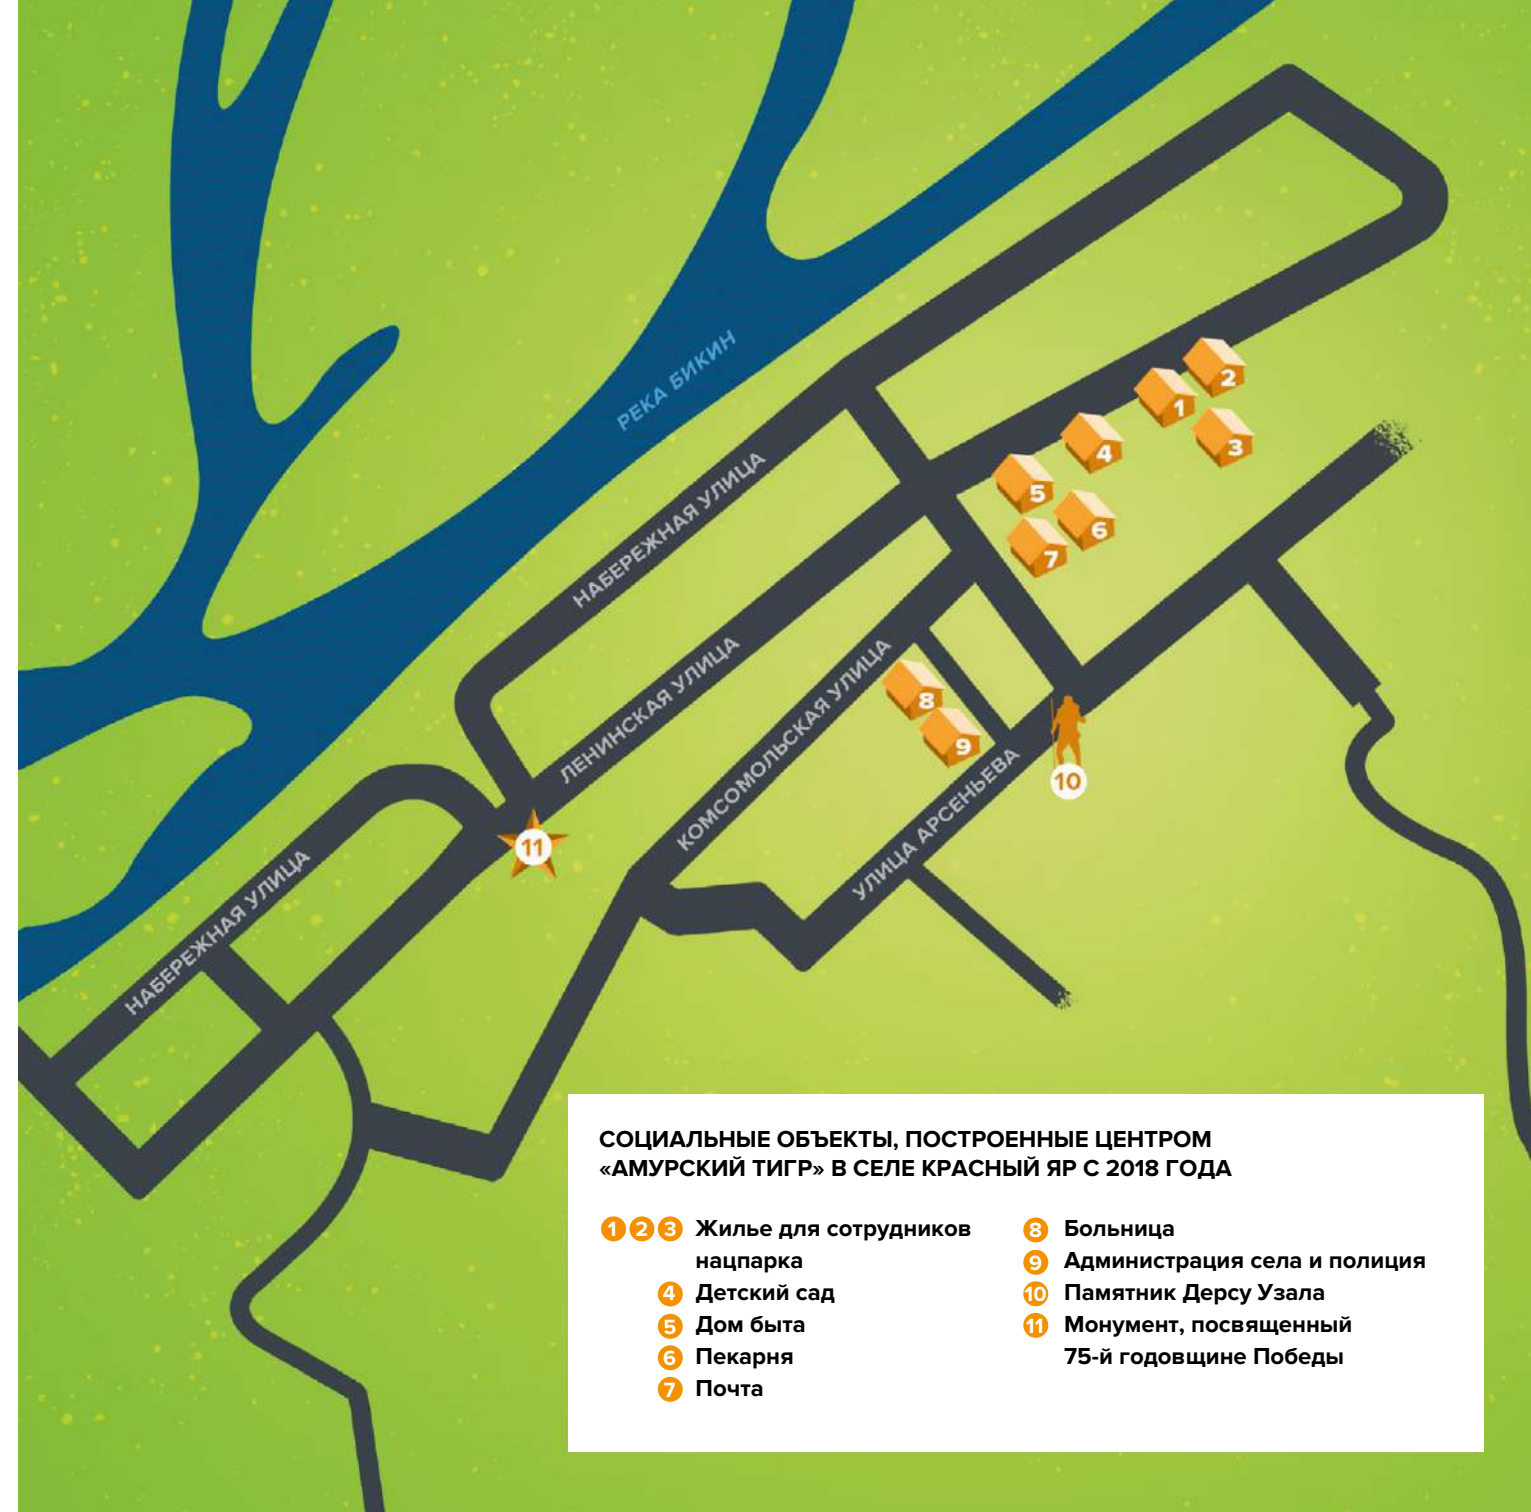 РЕКА БИКИН
НАБЕРЕЖНАЯ УЛИЦА
ЛЕНИНСКАЯ УЛИЦА
КОМСОМОЛЬСКАЯ УЛИЦА
УЛИЦА АРСЕНЬЕВА
НАБЕРЕЖНАЯ УЛИЦА
2
1
3
4
5
6
7
8
9
10
11
СОЦИАЛЬНЫЕ ОБЪЕКТЫ, ПОСТРОЕННЫЕ ЦЕНТРОМ
«АМУРСКИЙ ТИГР» В СЕЛЕ КРАСНЫЙ ЯР С 2018 ГОДА
1 2 3 Жилье для сотрудников
нацпарка
4 Детский сад
5 Дом быта
6 Пекарня
7 Почта
8 Больница
9 Администрация села и полиция
10 Памятник Дерсу Узала
11 Монумент, посвященный
75-й годовщине Победы